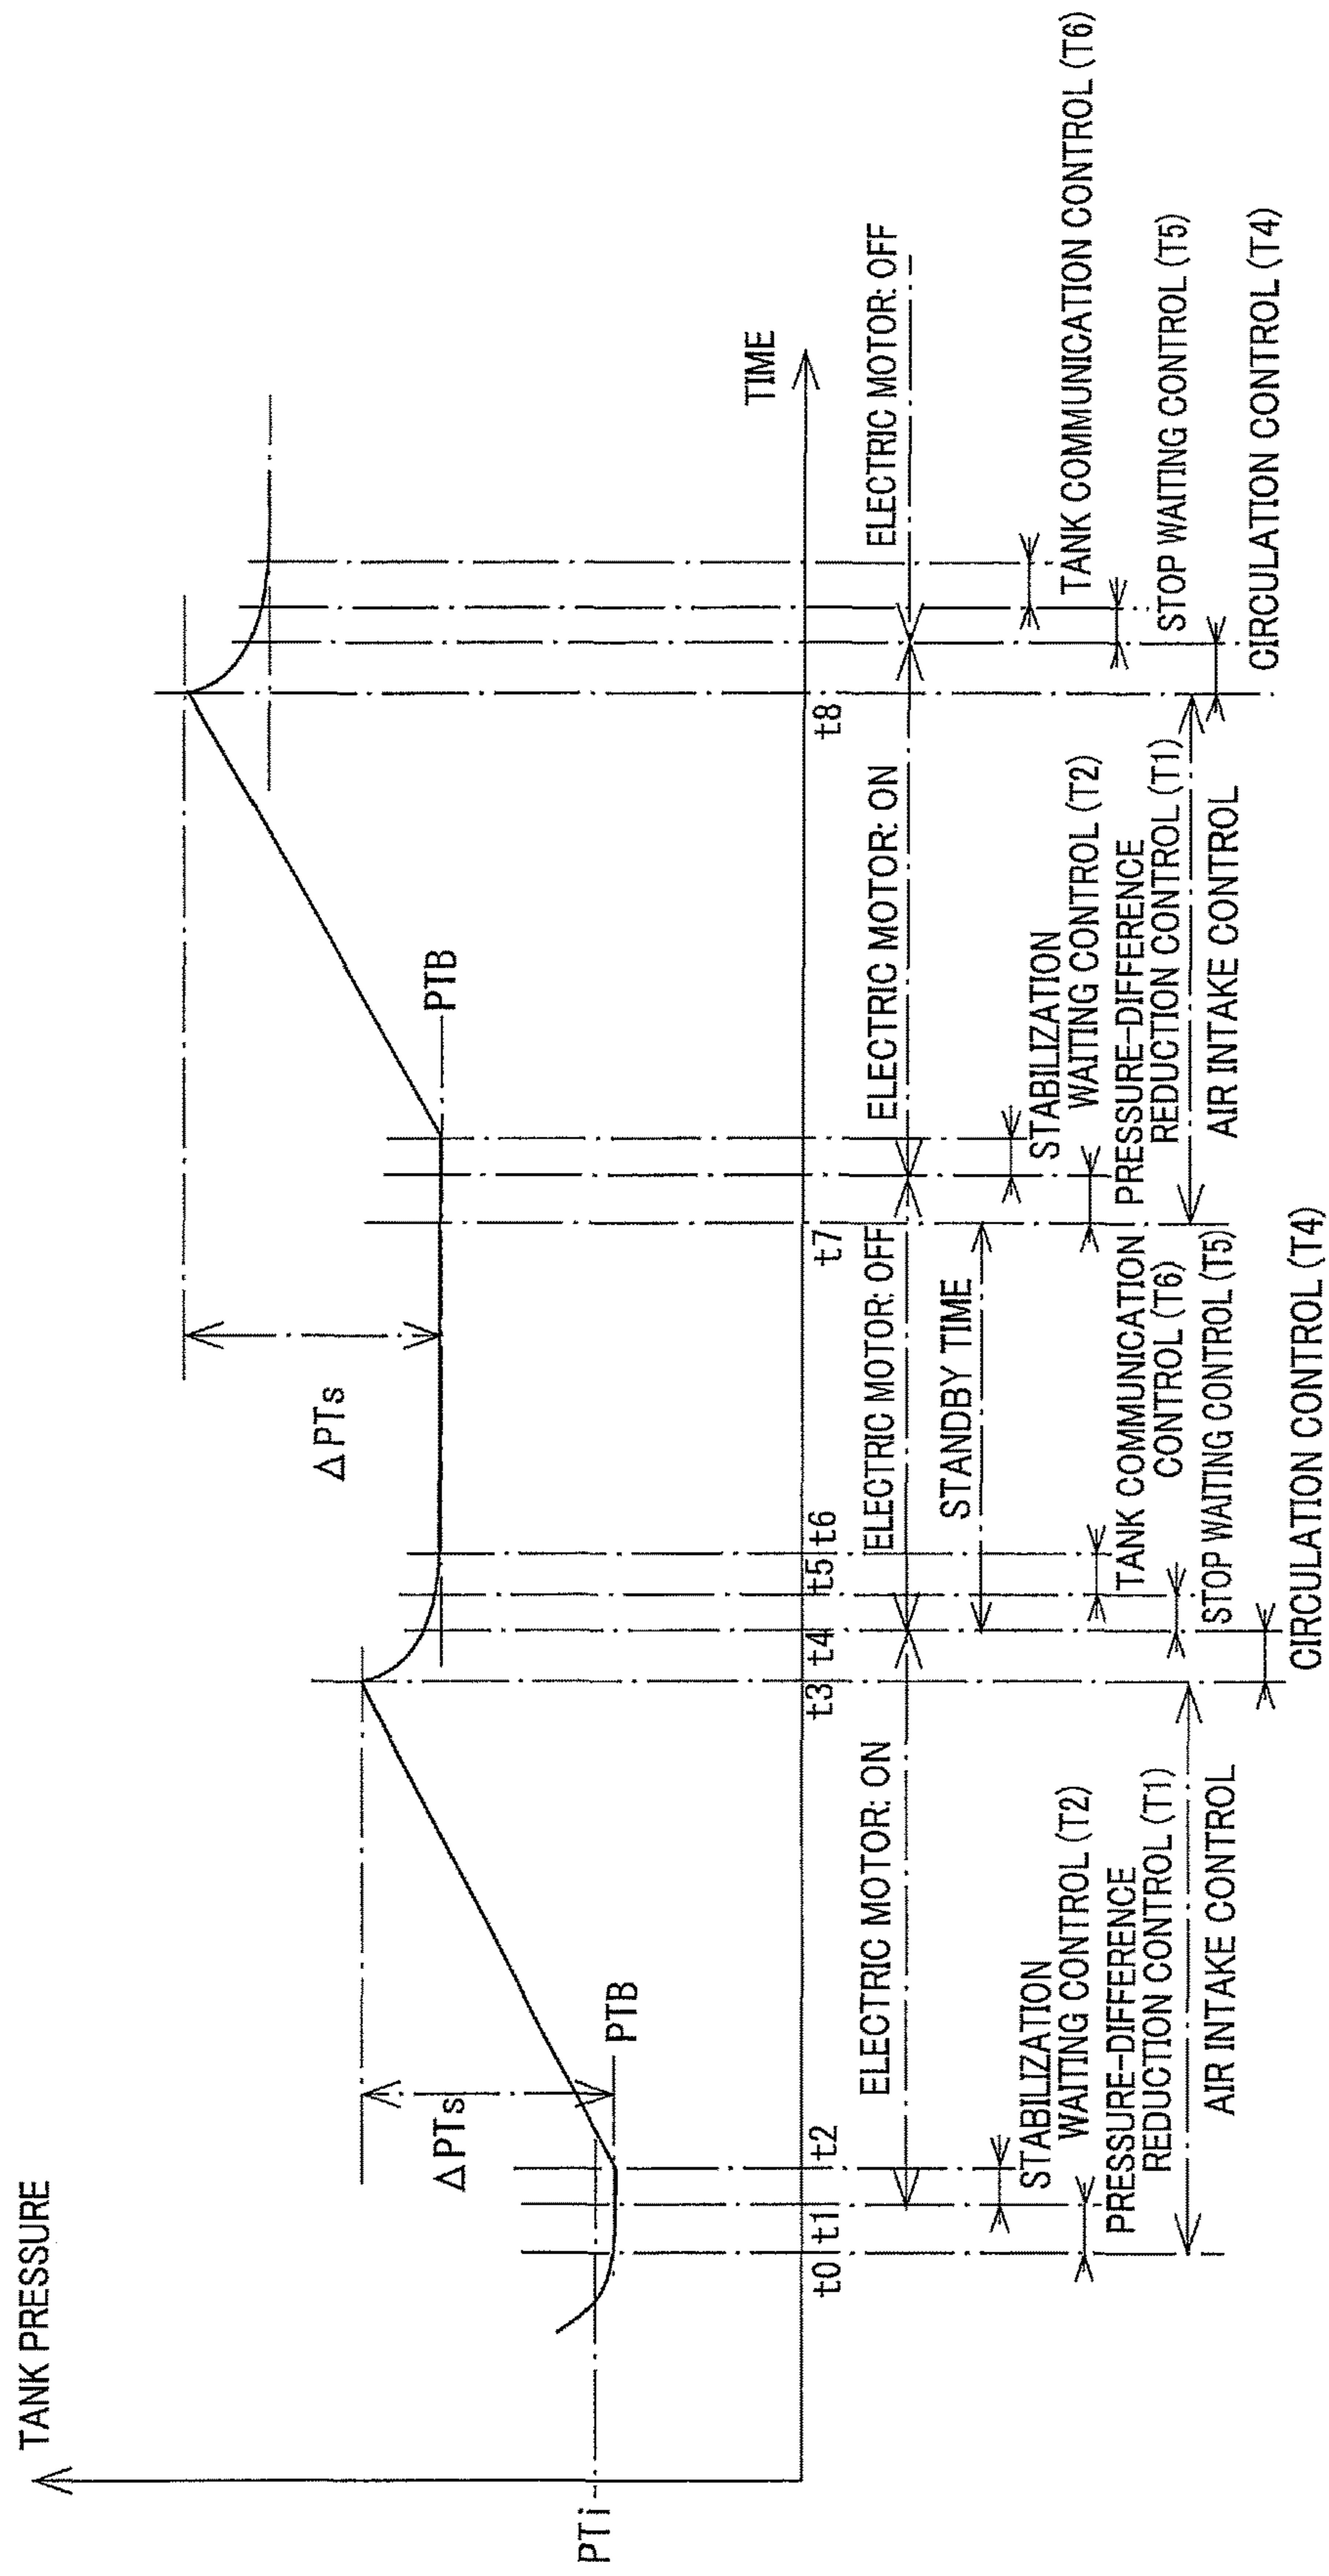 TANK PRESSURE
PTi
ΔPTs
PTB
ΔPTs
PTB
TIME
t0
t1
t2
t3
t4
t5
t6
t7
t8
ELECTRIC MOTOR: ON
ELECTRIC MOTOR: OFF
ELECTRIC MOTOR: ON
ELECTRIC MOTOR: OFF
STANDBY TIME
STABILIZATION
WAITING CONTROL (T2)
PRESSURE-DIFFERENCE
REDUCTION CONTROL (T1)
AIR INTAKE CONTROL
TANK COMMUNICATION
CONTROL (T6)
STOP WAITING CONTROL (T5)
CIRCULATION CONTROL (T4)
STABILIZATION
WAITING CONTROL (T2)
PRESSURE-DIFFERENCE
REDUCTION CONTROL (T1)
AIR INTAKE CONTROL
TANK COMMUNICATION CONTROL (T6)
STOP WAITING CONTROL (T5)
CIRCULATION CONTROL (T4)